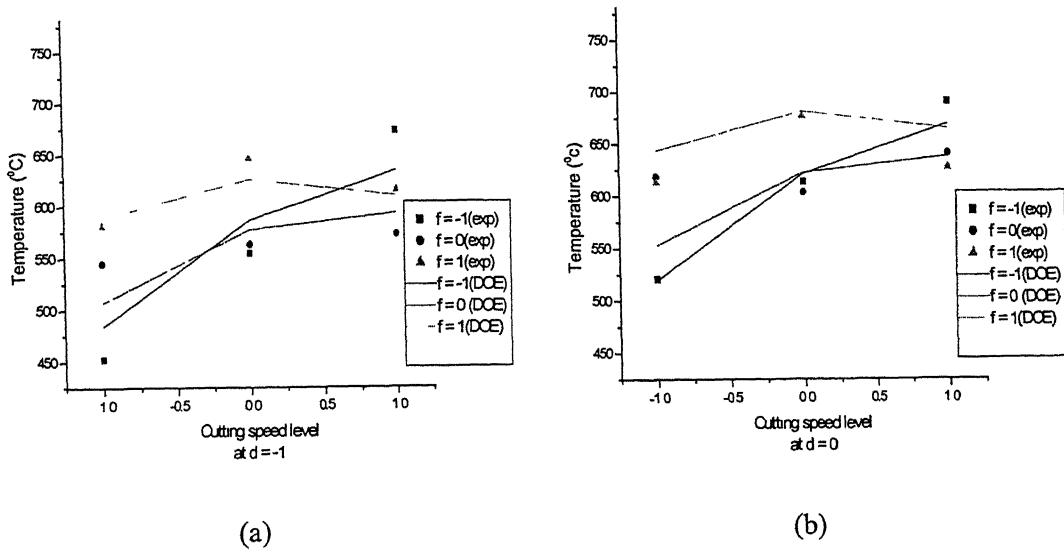 750
700
650
600
550
500
450
Temperature (⁰C)
1.0
-0.5
0.0
0.5
1.0
Cutting speed level
at d = -1
f = -1(exp)
f = 0(exp)
f = 1(exp)
f = -1(DOE)
f = 0 (DOE)
f = 1(DOE)
(a)
750
700
650
600
550
500
450
Temperature (⁰c)
-1.0
-0.5
0.0
0.5
1.0
Cutting speed level
at d = 0
f = -1(exp)
f = 0(exp)
f = 1(exp)
f = -1(DOE)
f = 0 (DOE)
f = 1(DOE)
(b)